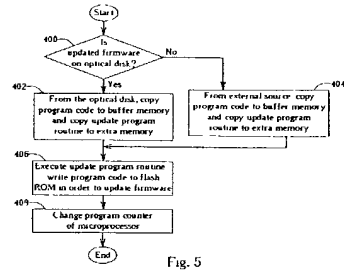 Start
400
Is
updated firmware
on optical disk?
No
Yes
402
From the optical disk, copy
program code to buffer memory
and copy update program
routine to extra memory
404
From external source copy
program code to buffer memory
and copy update program
routine to extra memory
406
Execute update program routine
write program code to flash
ROM in order to update firmware
409
Change program counter
of microprocessor
End
Fig. 5